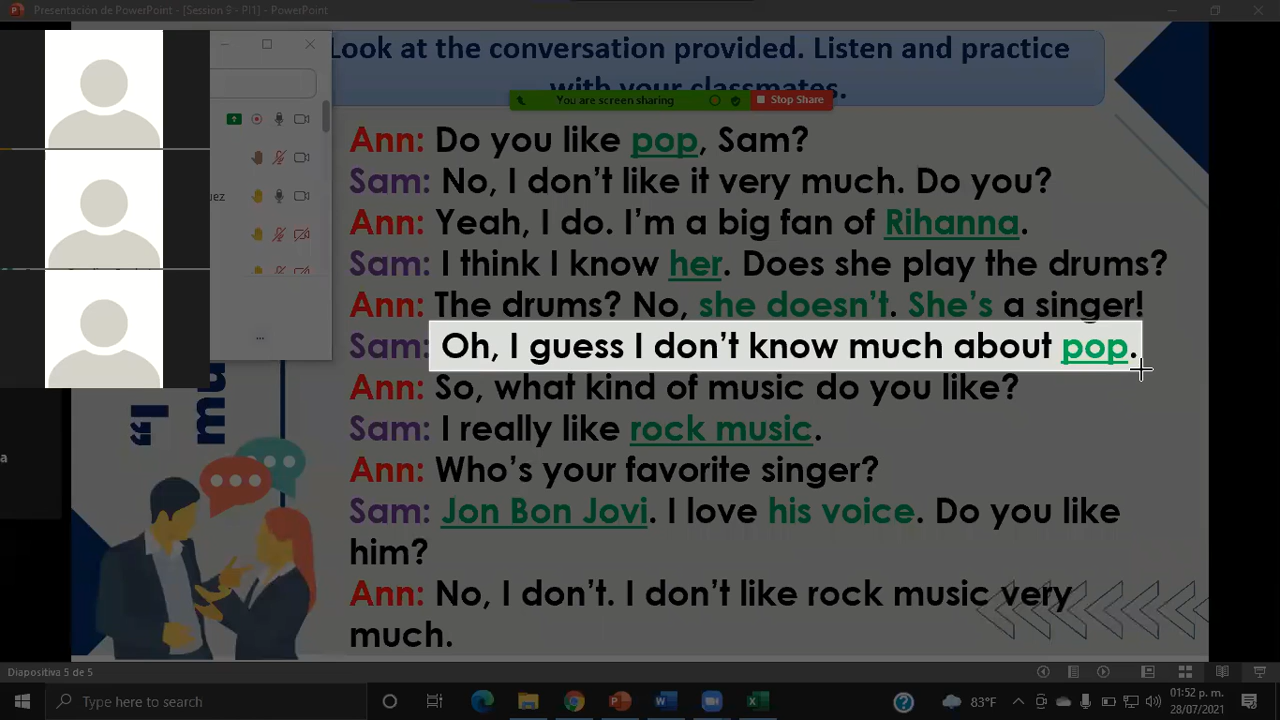 Presentación de PowerPoint - [Session 9 - PI1] - PowerPoint
Look at the conversation provided. Listen and practice
with your classmates.
You are screen sharing
Stop Share
Ann: Do you like pop, Sam?
Sam: No, I don't like it very much. Do you?
Ann: Yeah, I do. I'm a big fan of Rihanna.
Sam: I think I know her. Does she play the drums?
Ann: The drums? No, she doesn't. She's a singer!
Sam: Oh, I guess I don't know much about pop.
Ann: So, what kind of music do you like?
Sam: I really like rock music.
Ann: Who's your favorite singer?
Sam: Jon Bon Jovi. I love his voice. Do you like
him?
Ann: No, I don't. I don't like rock music very
much.
uez
...
a
Diapositiva 5 de 5
Type here to search
83°F
01:52 p. m.
28/07/2021